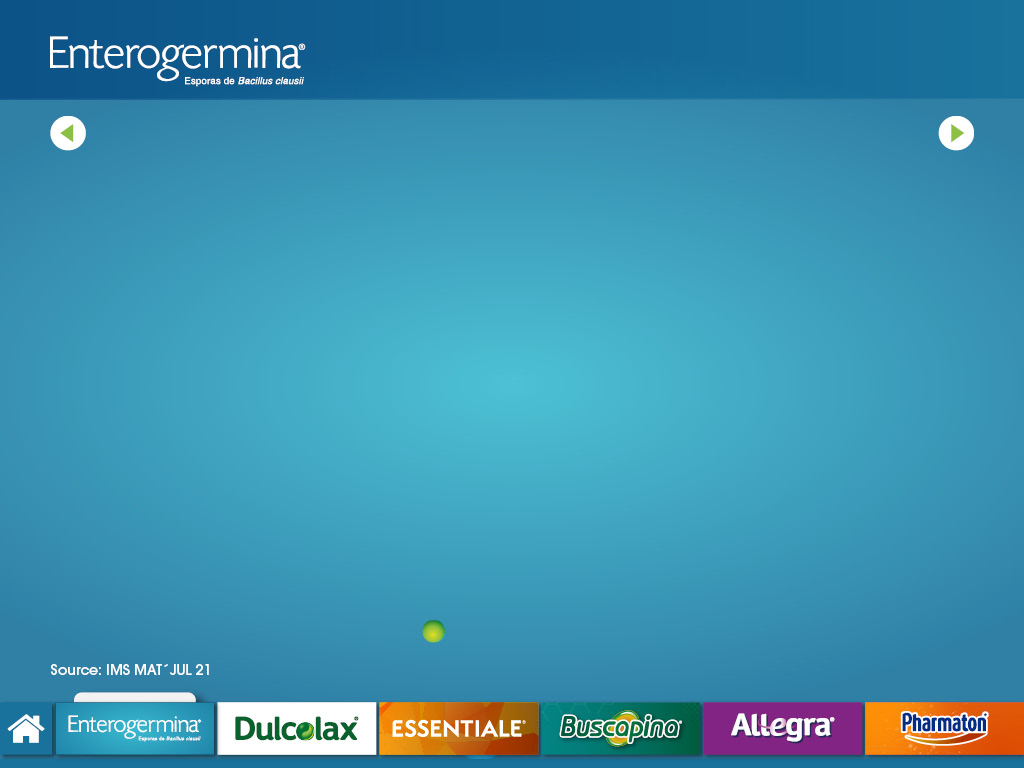 Enterogermina®
Esporas de Bacillus clausii
Source: IMS MAT´JUL 21
Enterogermina®
Esporas de Bacillus clausii
Dulcolax®
ESSENTIALE®
Buscopina®
Allegra®
Pharmaton®